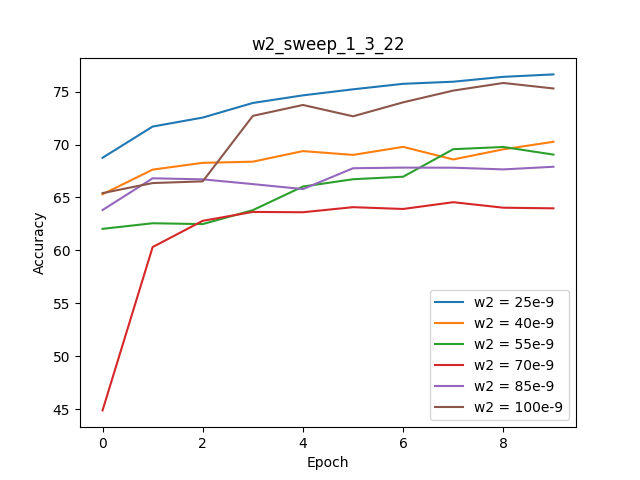 w2_sweep_1_3_22
Accuracy
75
70
65
60
55
50
45
0
2
4
6
8
Epoch
w2 = 25e-9
w2 = 40e-9
w2 = 55e-9
w2 = 70e-9
w2 = 85e-9
w2 = 100e-9